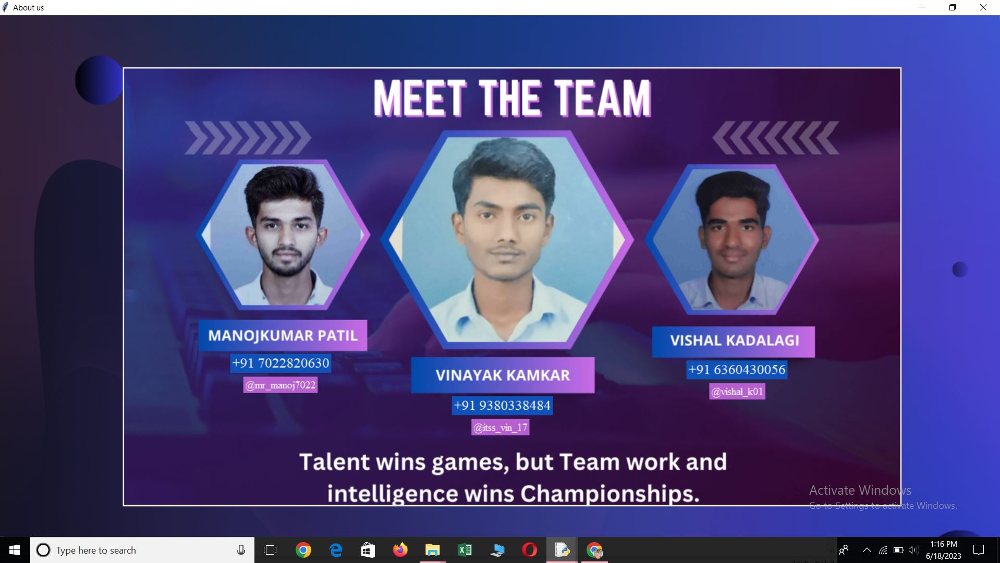 About us
MEET THE TEAM
MANOJKUMAR PATIL
+91 7022820630
@mr_manoj7022
VINAYAK KAMKAR
+91 9380338484
@itss_vin_17
VISHAL KADALAGI
+91 6360430056
@vishal_k01
Talent wins games, but Team work and
intelligence wins Championships.
Activate Windows
Go to Settings to activate Windows.
Type here to search
1:16 PM
6/18/2023